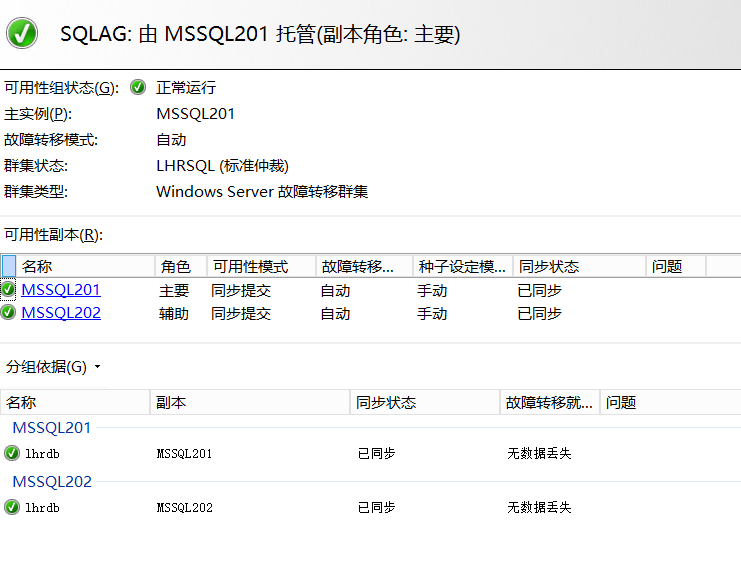 SQLAG: 由 MSSQL201 托管(副本角色: 主要)
可用性组状态(G): 正常运行
主实例(P): MSSQL201
故障转移模式: 自动
群集状态: LHRSQL (标准仲裁)
群集类型: Windows Server 故障转移群集
可用性副本(R):
名称 角色 可用性模式 故障转移... 种子设定模... 同步状态 问题
MSSQL201 主要 同步提交 自动 手动 已同步
MSSQL202 辅助 同步提交 自动 手动 已同步
分组依据(G)
名称 副本 同步状态 故障转移就... 问题
MSSQL201
lhrdb MSSQL201 已同步 无数据丢失
MSSQL202
lhrdb MSSQL202 已同步 无数据丢失